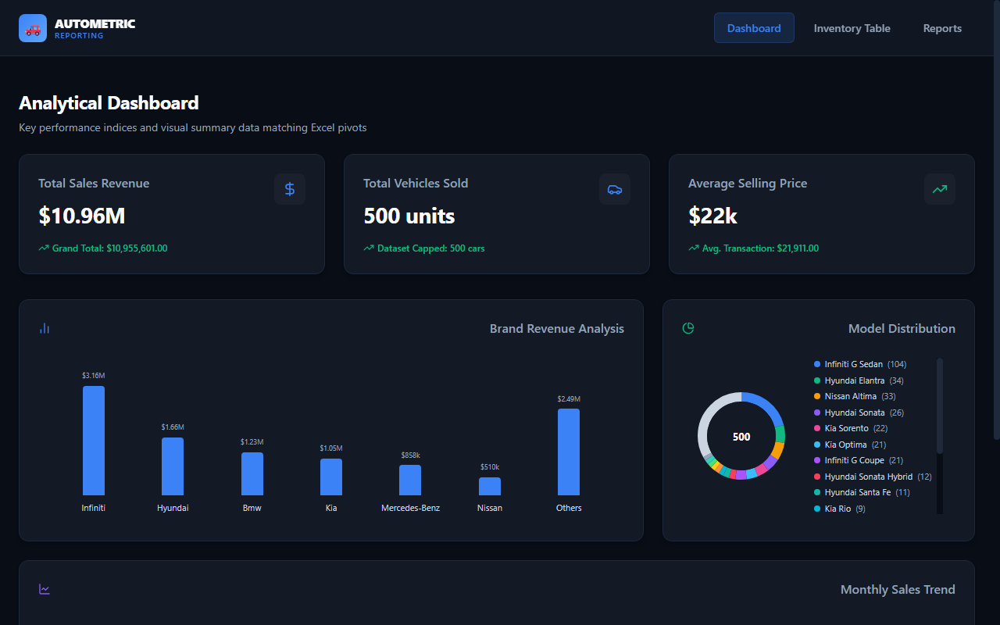 AUTOMETRIC
REPORTING
Dashboard
Inventory Table
Reports
Analytical Dashboard
Key performance indices and visual summary data matching Excel pivots
Total Sales Revenue
$10.96M
Grand Total: $10,955,601.00
Total Vehicles Sold
500 units
Dataset Capped: 500 cars
Average Selling Price
$22k
Avg. Transaction: $21,911.00
Brand Revenue Analysis
$3.16M
$1.66M
$1.23M
$1.05M
$858k
$510k
$2.49M
Infiniti
Hyundai
Bmw
Kia
Mercedes-Benz
Nissan
Others
Model Distribution
500
Infiniti G Sedan (104)
Hyundai Elantra (34)
Nissan Altima (33)
Hyundai Sonata (26)
Kia Sorento (22)
Kia Optima (21)
Infiniti G Coupe (21)
Hyundai Sonata Hybrid (12)
Hyundai Santa Fe (11)
Kia Rio (9)
Monthly Sales Trend